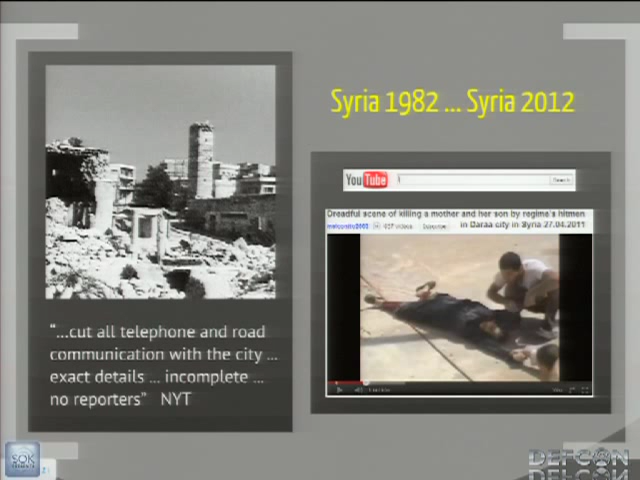 Syria 1982 ... Syria 2012
YouTube
Search
Dreadful scene of killing a mother and her son by regime's hitmen
in Daraa city in Syria 27.04.2011
Subscribe
"...cut all telephone and road
communication with the city ...
exact details ... incomplete ...
no reporters" NYT
SOK
DEFCON